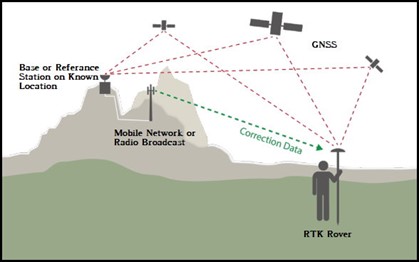 GNSS
Base or Referance
Station on Known
Location
Mobile Network or
Radio Broadcast
Correction Data
RTK Rover